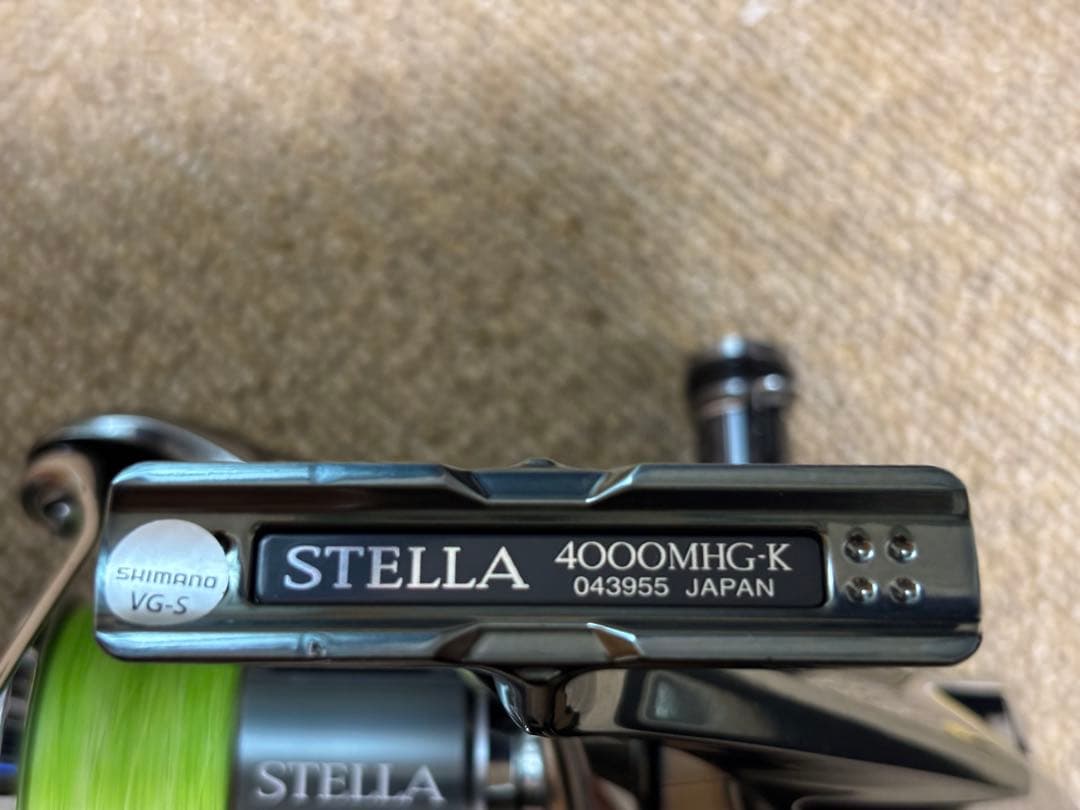 SHIMANO
VG-S
STELLA
4000MHG-K
043955 JAPAN
STELLA